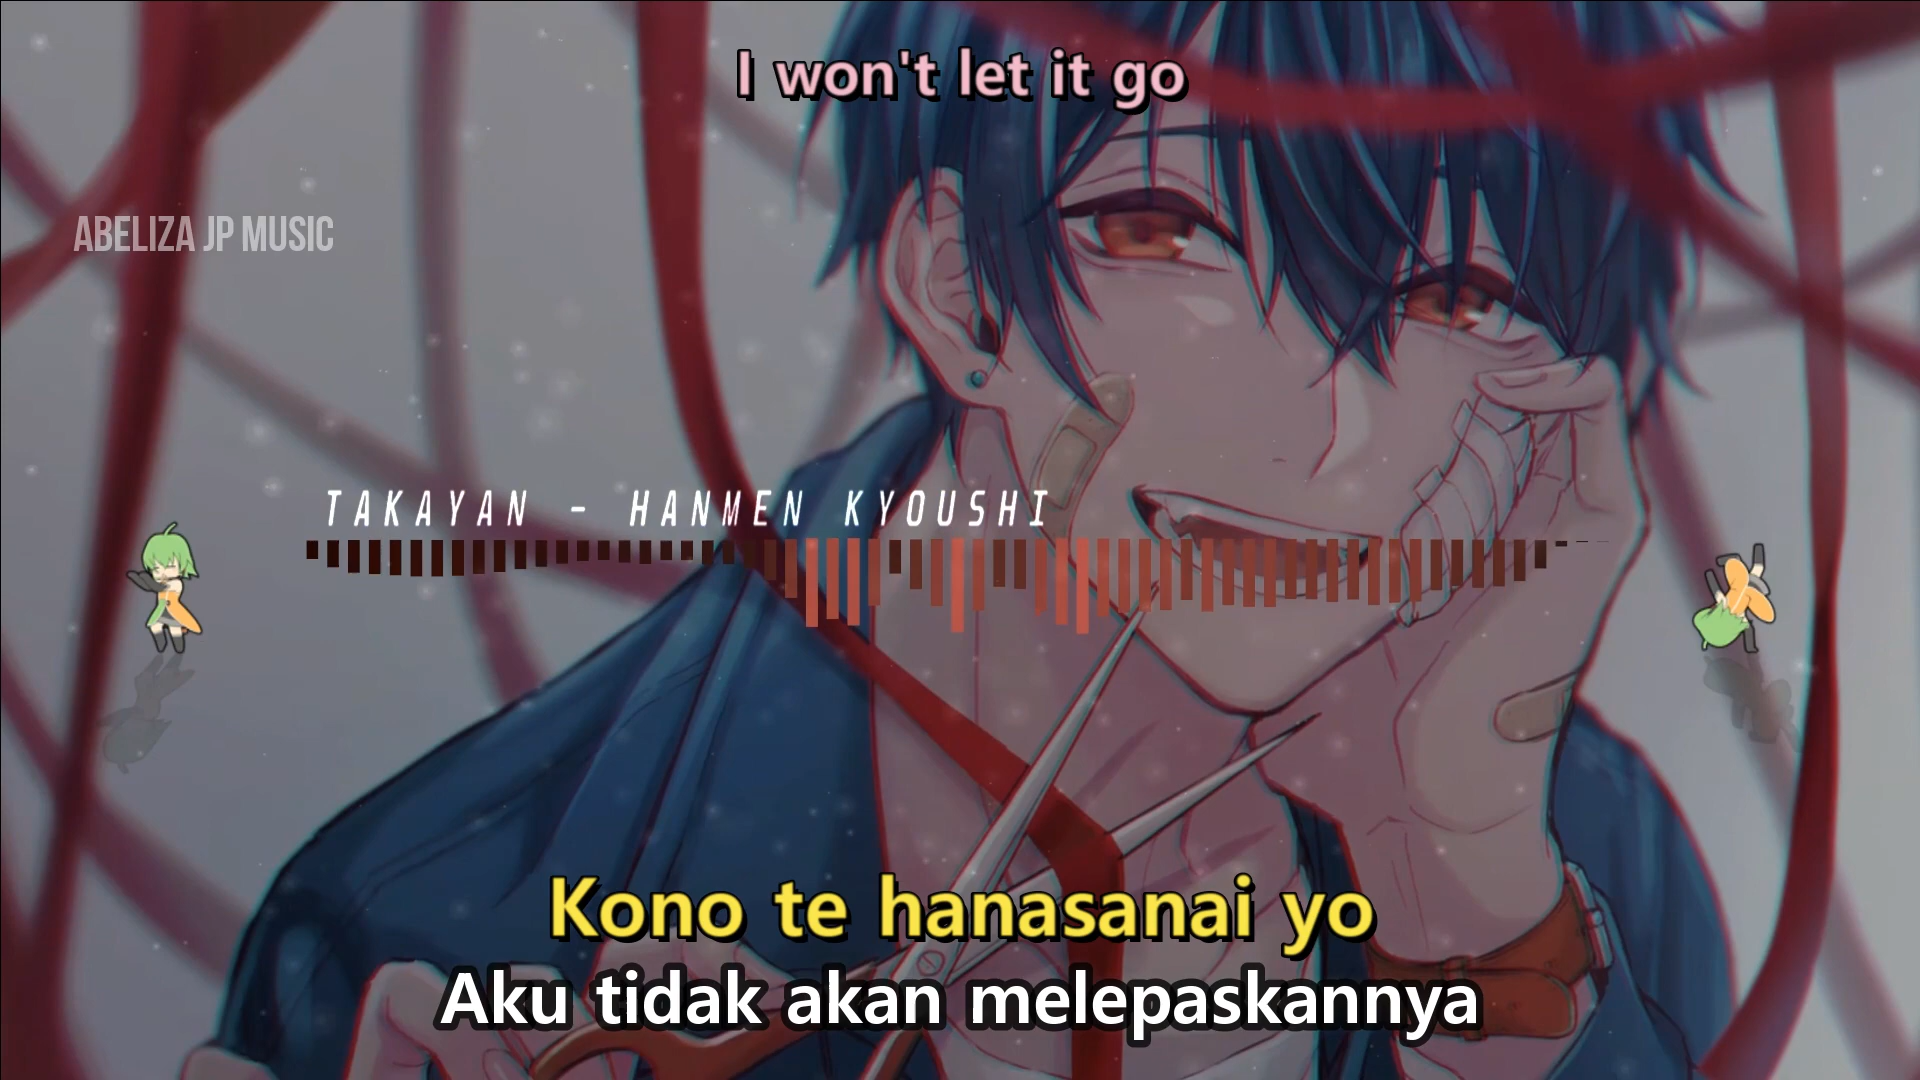 I won't let it go
ABELIZA JP MUSIC
TAKAYAN - HANMEN KYOUSHI
Kono te hanasanai yo
Aku tidak akan melepaskannya